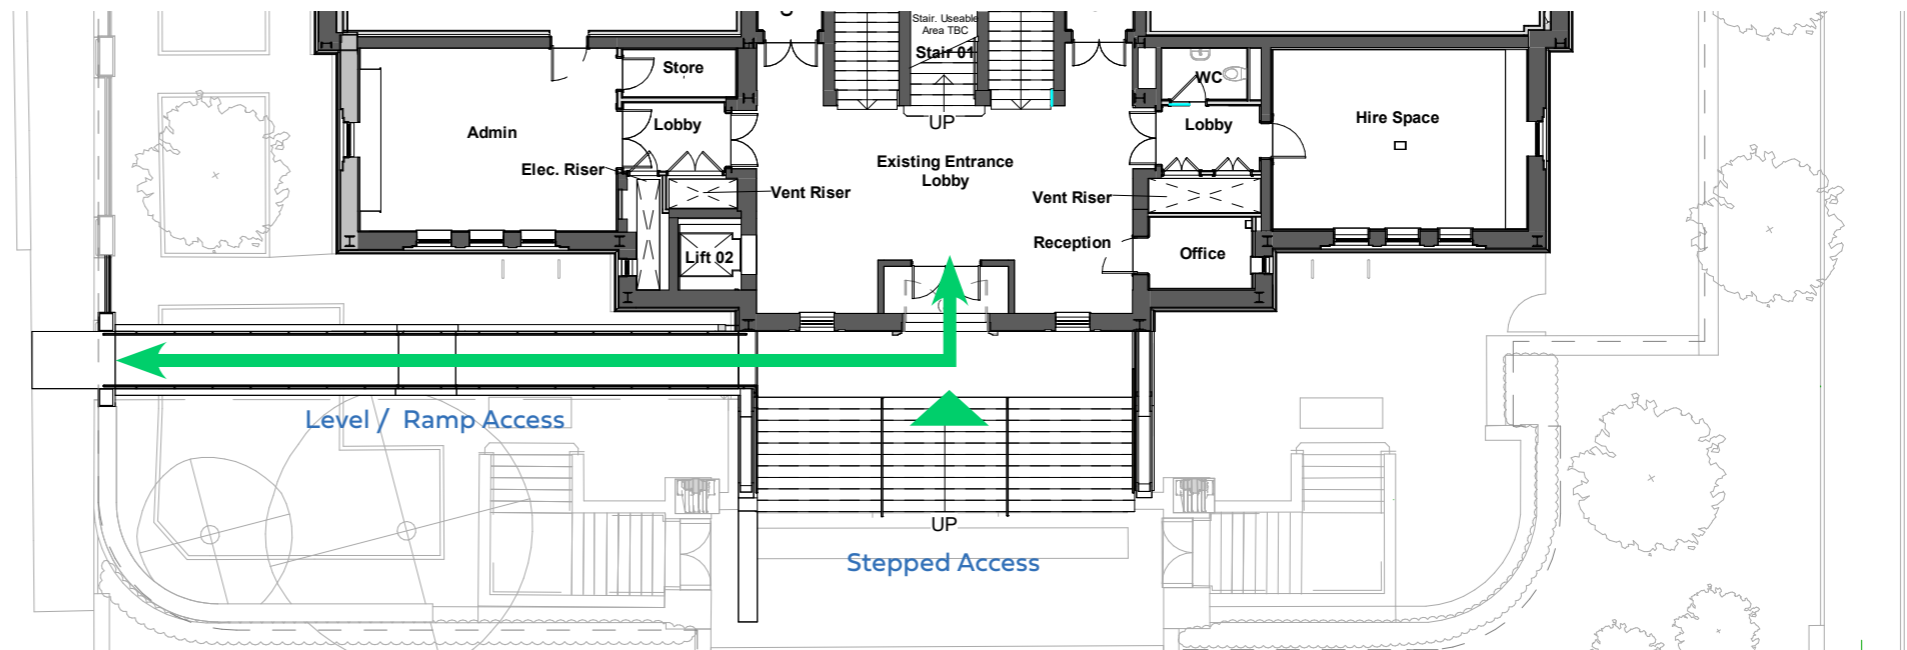 Stair. Useable
Area TBC
Stair 01
Store
WC
Admin
Lobby
UP
Lobby
Hire Space
Elec. Riser
Existing Entrance
Lobby
Vent Riser
Vent Riser
Reception
Lift 02
Office
Level / Ramp Access
UP
Stepped Access